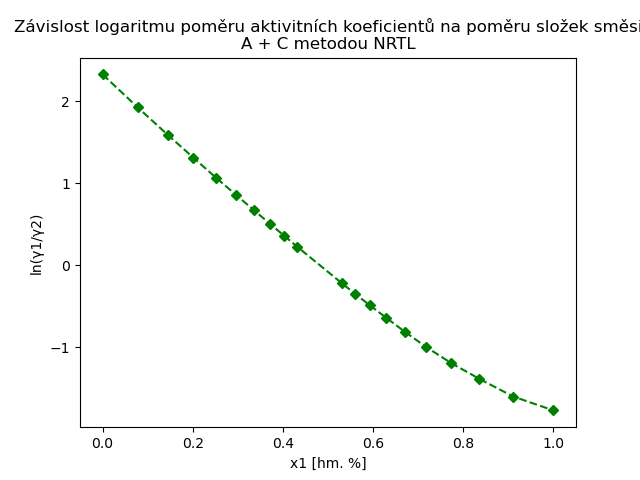 Závislost logaritmu poměru aktivitních koeficientů na poměru složek směsi
A + C metodou NRTL
2
1
0
−1
ln(γ1/γ2)
0.0 0.2 0.4 0.6 0.8 1.0
x1 [hm. %]